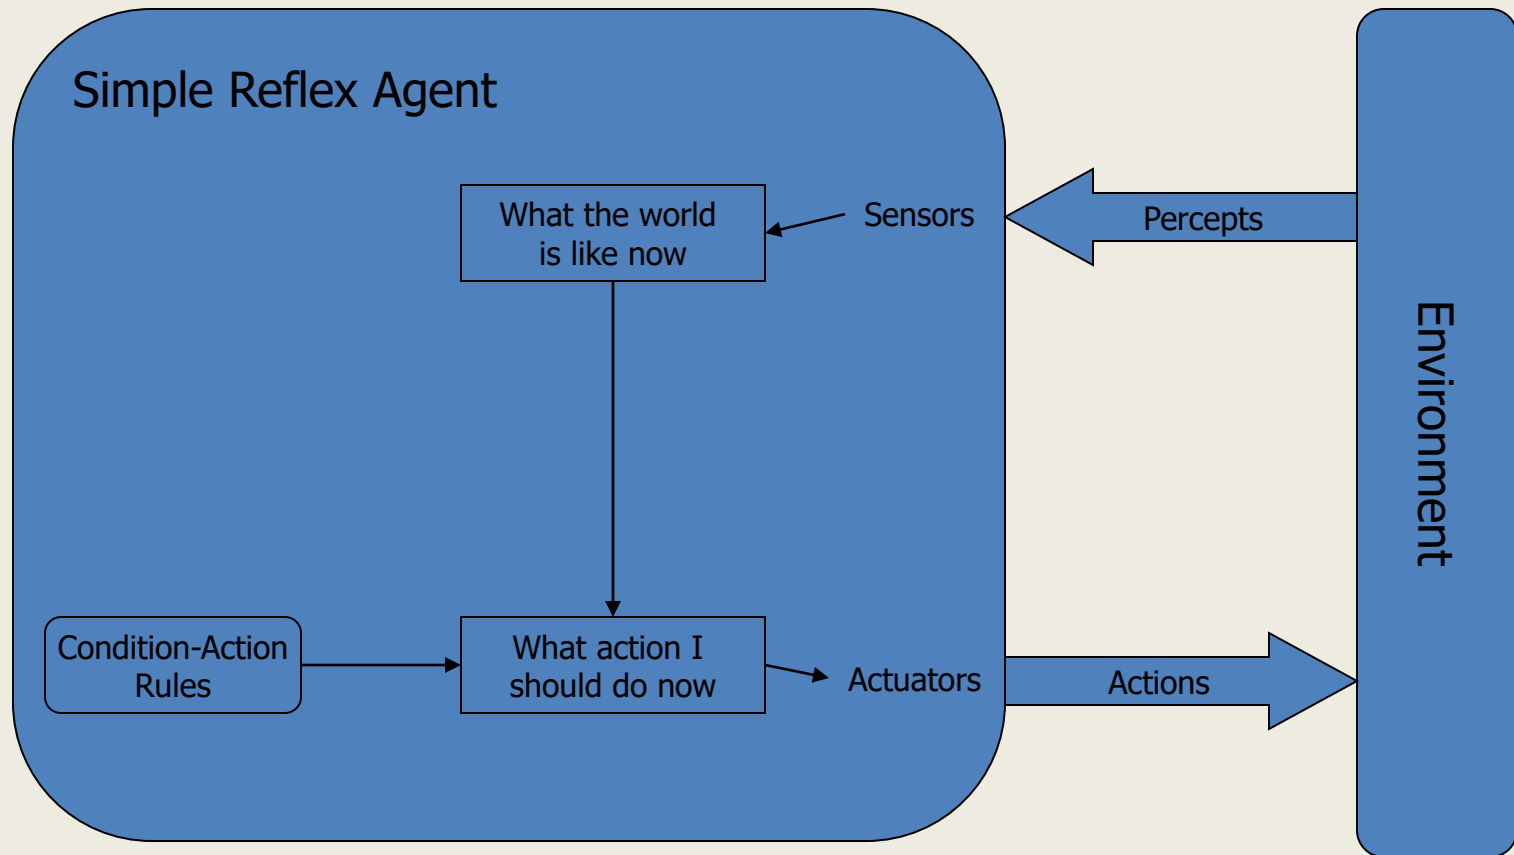 Simple Reflex Agent
What the world
is like now
Sensors
Percepts
Environment
Condition-Action
Rules
What action I
should do now
Actuators
Actions